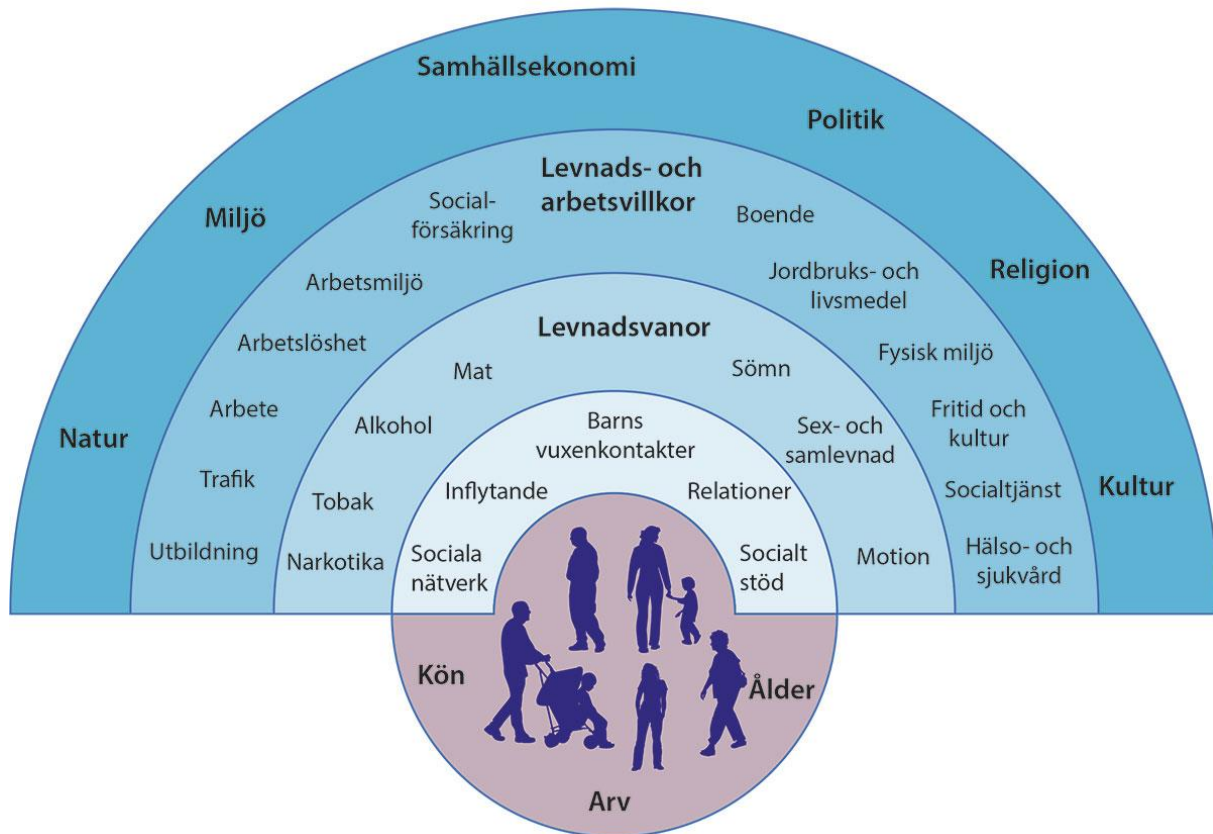 Samhällsekonomi
Politik
Miljö
Religion
Natur
Kultur
Levnads- och
arbetsvillkor
Social-
försäkring
Boende
Arbetsmiljö
Jordbruks- och
livsmedel
Arbetslöshet
Fysisk miljö
Arbete
Fritid och
kultur
Trafik
Socialtjänst
Utbildning
Hälso- och
sjukvård
Levnadsvanor
Mat
Sömn
Alkohol
Sex- och
samlevnad
Tobak
Narkotika
Motion
Barns
vuxenkontakter
Inflytande
Relationer
Sociala
nätverk
Socialt
stöd
Kön
Ålder
Arv